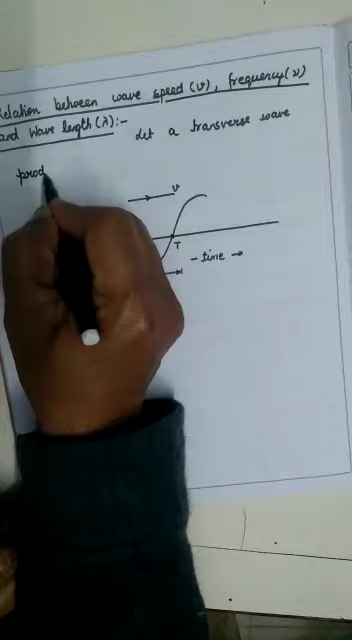 Relation between wave speed (v), frequency (ν)
and Wave length (λ):- Let a transverse wave
prod
v
T
- time →